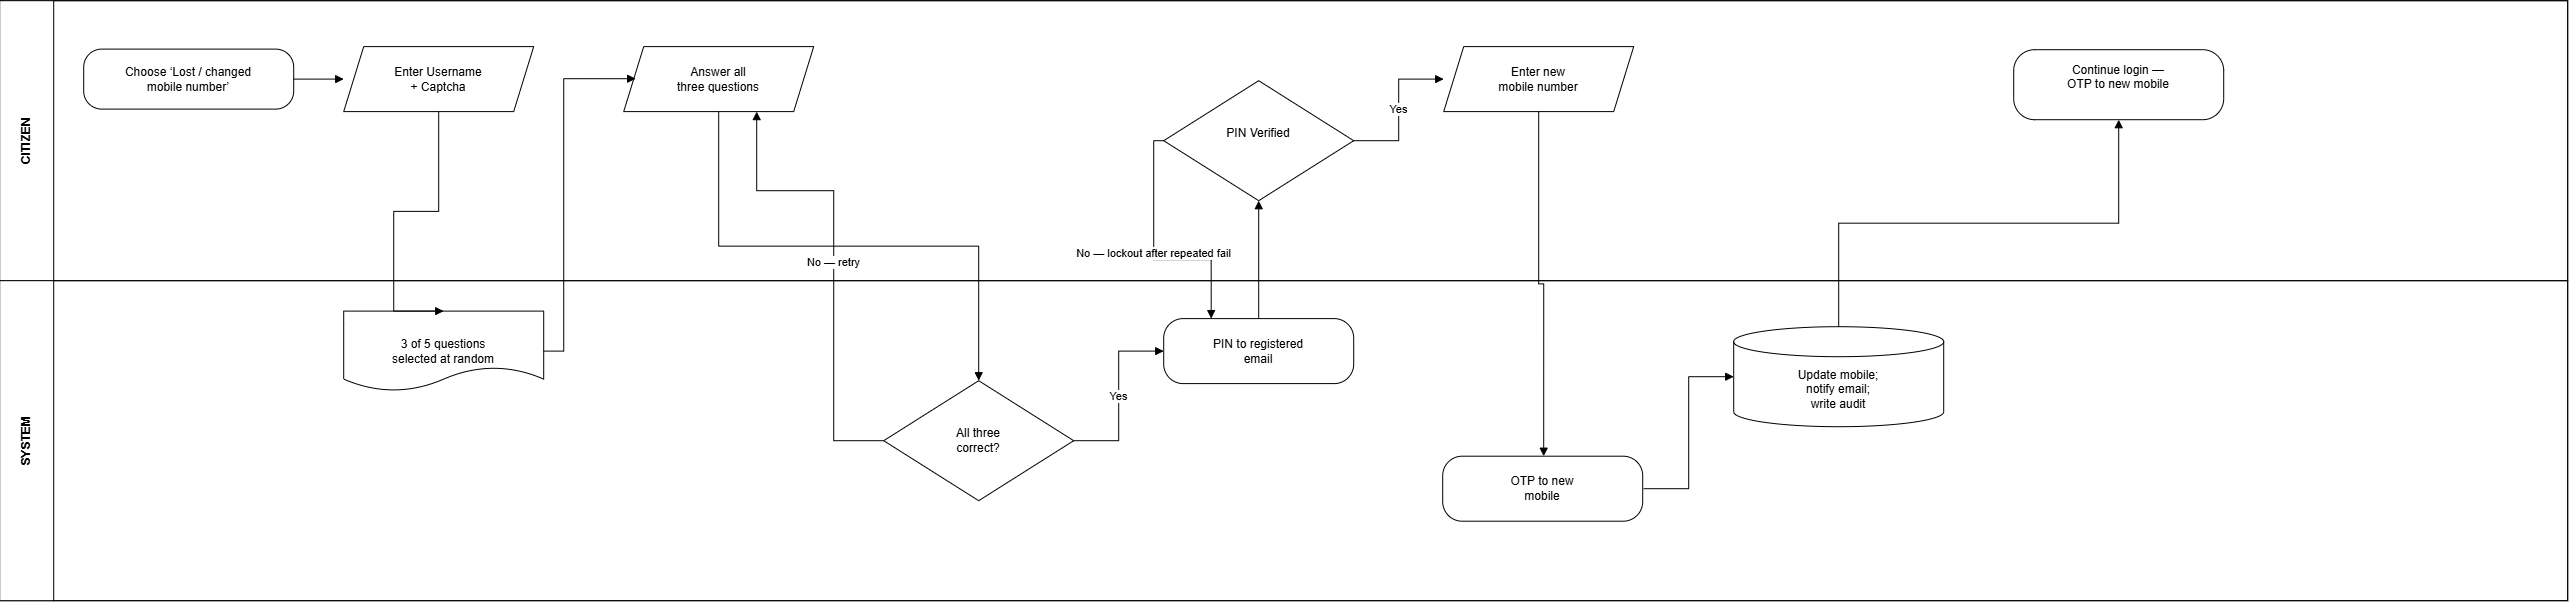 CITIZEN
Choose ‘Lost / changed
mobile number’
Enter Username
+ Captcha
Answer all
three questions
PIN Verified
Yes
Enter new
mobile number
Continue login —
OTP to new mobile
No — lockout after repeated fail
No — retry
SYSTEM
3 of 5 questions
selected at random
All three
correct?
Yes
PIN to registered
email
OTP to new
mobile
Update mobile;
notify email;
write audit